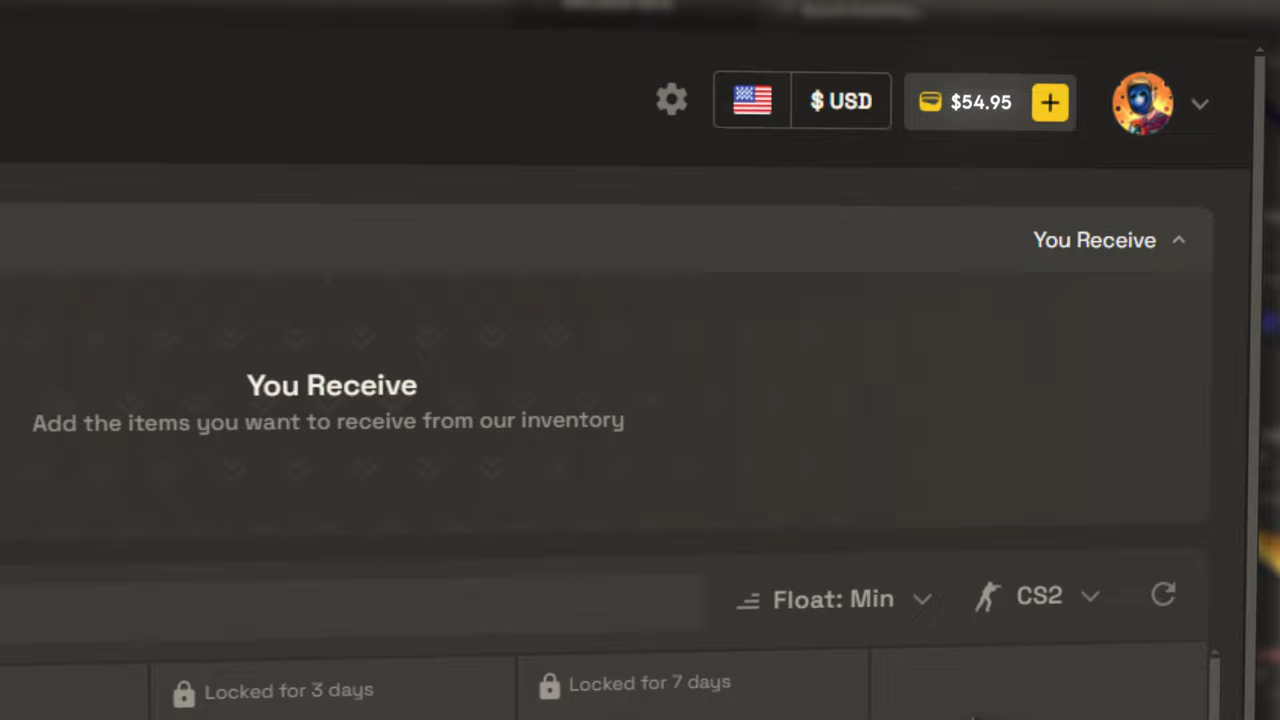 $ USD
$54.95
You Receive
You Receive
Add the items you want to receive from our inventory
Float: Min
CS2
Locked for 3 days
Locked for 7 days